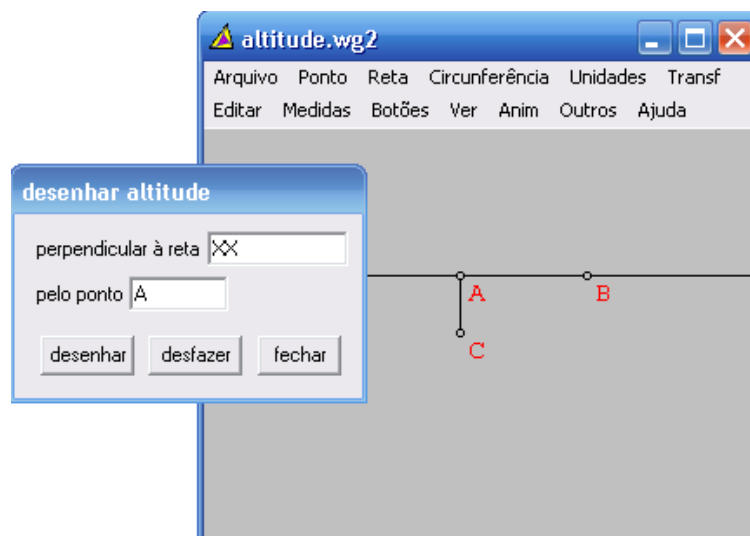 altitude.wg2
Arquivo Ponto Reta Circunferência Unidades Transf
Editar Medidas Botões Ver Anim Outros Ajuda
desenhar altitude
perpendicular à reta XX
pelo ponto A
desenhar desfazer fechar
A B
C